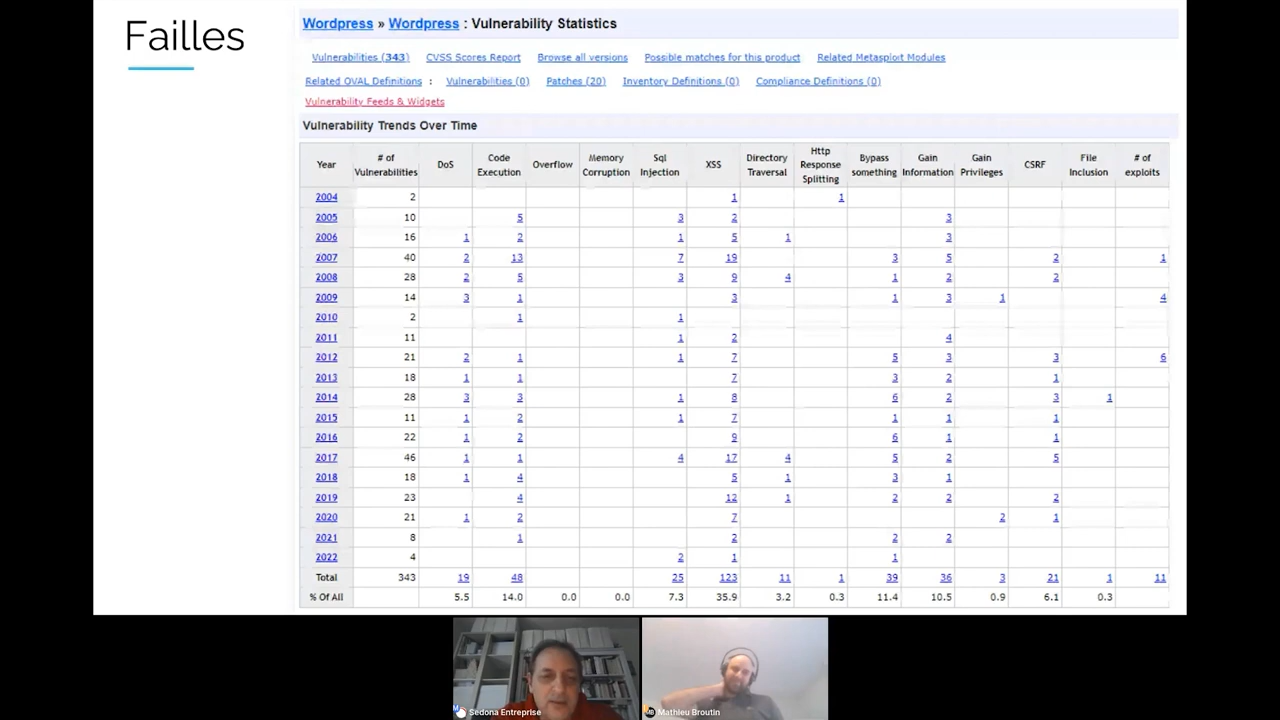 Failles
Wordpress » Wordpress : Vulnerability Statistics
Vulnerabilities (343) CVSS Scores Report Browse all versions Possible matches for this product Related Metasploit Modules
Related OVAL Definitions : Vulnerabilities (0) Patches (20) Inventory Definitions (0) Compliance Definitions (0)
Vulnerability Feeds & Widgets
Vulnerability Trends Over Time
Year # of Vulnerabilities DoS Code Execution Overflow Memory Corruption Sql Injection XSS Directory Traversal Http Response Splitting Bypass something Gain Information Gain Privileges CSRF File Inclusion # of exploits
2004 2 1 1
2005 10 5 3 2 3
2006 16 1 2 1 5 1 3
2007 40 2 13 7 19 3 5 2 1
2008 28 2 5 3 9 4 1 2 2
2009 14 3 1 3 1 3 1 4
2010 2 1 1
2011 11 1 2 4
2012 21 2 1 1 7 5 3 3 6
2013 18 1 1 7 3 2 1
2014 28 3 3 1 8 6 2 3 1
2015 11 1 2 1 7 1 1 1
2016 22 1 2 9 6 1 1
2017 46 1 1 4 17 4 5 2 5
2018 18 1 4 5 1 3 1
2019 23 4 12 1 2 2 2
2020 21 1 2 7 2 1
2021 8 1 2 2 2
2022 4 2 1 1
Total 343 19 48 25 123 11 1 39 36 3 21 1 11
% Of All 5.5 14.0 0.0 0.0 7.3 35.9 3.2 0.3 11.4 10.5 0.9 6.1 0.3
Sedona Entreprise
Mathieu Broutin